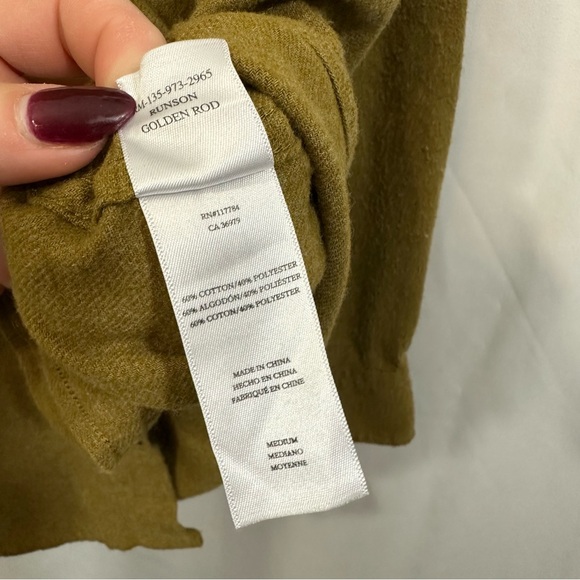 M-135-973-2965
RUNSON
GOLDEN ROD
RN#117784
CA 36979
60% COTTON/40% POLYESTER
60% ALGODÓN/40% POLIÉSTER
60% COTON/40% POLYESTER
MADE IN CHINA
HECHO EN CHINA
FABRIQUÉ EN CHINE
MEDIUM
MEDIANO
MOYENNE